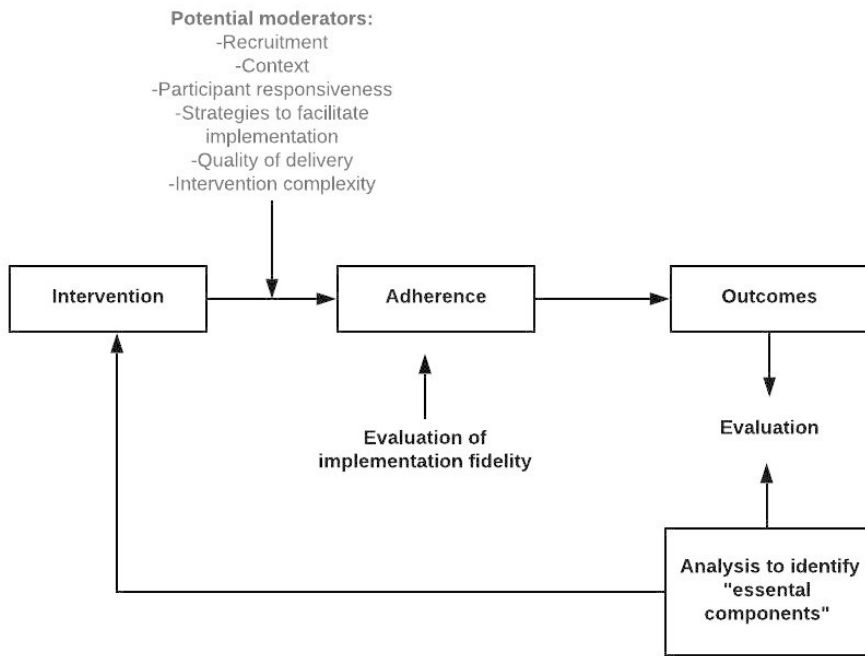 Potential moderators:
-Recruitment
-Context
-Participant responsiveness
-Strategies to facilitate
implementation
-Quality of delivery
-Intervention complexity
Intervention
Adherence
Outcomes
Evaluation of
implementation fidelity
Evaluation
Analysis to identify
"essental
components"